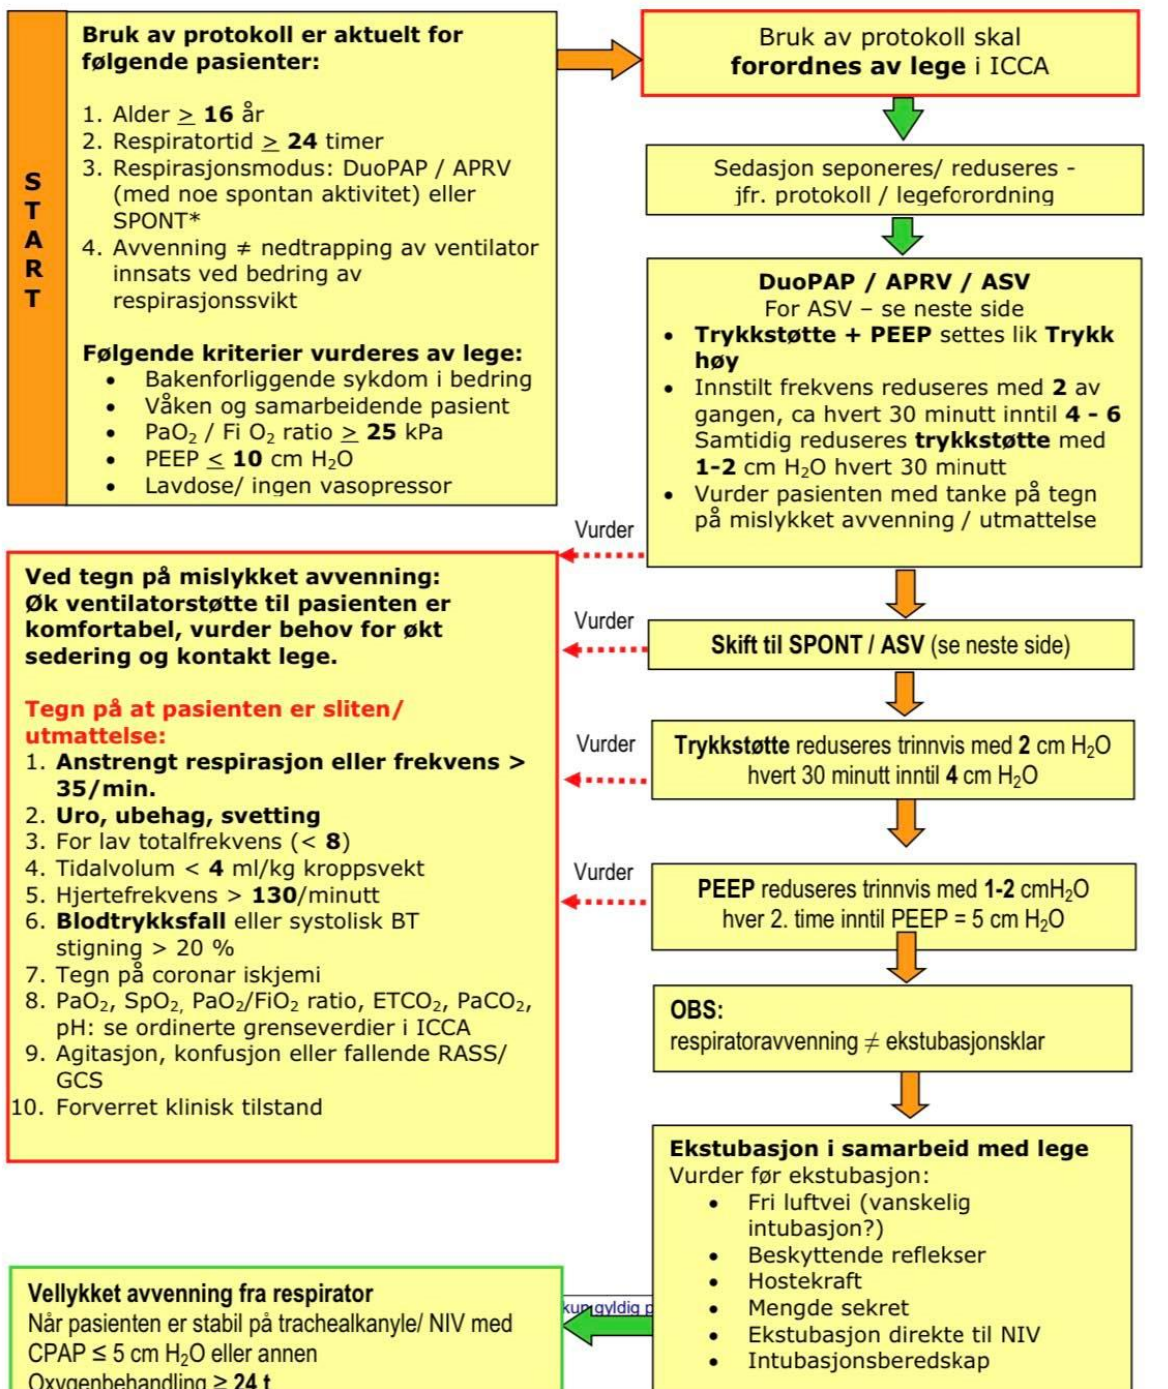 START
Bruk av protokoll er aktuelt for
følgende pasienter:
1. Alder ≥ 16 år
2. Respiratortid ≥ 24 timer
3. Respirasjonsmodus: DuoPAP / APRV
(med noe spontan aktivitet) eller
SPONT*
4. Avvenning ≠ nedtrapping av ventilator
innsats ved bedring av
respirasjonssvikt
Følgende kriterier vurderes av lege:
• Bakenforliggende sykdom i bedring
• Våken og samarbeidende pasient
• PaO₂ / Fi O₂ ratio ≥ 25 kPa
• PEEP ≤ 10 cm H₂O
• Lavdose/ ingen vasopressor
Bruk av protokoll skal
forordnes av lege i ICCA
Sedasjon seponeres/ reduseres -
jfr. protokoll / legeforordning
DuoPAP / APRV / ASV
For ASV – se neste side
• Trykkstøtte + PEEP settes lik Trykk
høy
• Innstilt frekvens reduseres med 2 av
gangen, ca hvert 30 minutt inntil 4 - 6
Samtidig reduseres trykkstøtte med
1-2 cm H₂O hvert 30 minutt
• Vurder pasienten med tanke på tegn
på mislykket avvenning / utmattelse
Vurder
Skift til SPONT / ASV (se neste side)
Vurder
Trykkstøtte reduseres trinnvis med 2 cm H₂O
hvert 30 minutt inntil 4 cm H₂O
Vurder
PEEP reduseres trinnvis med 1-2 cmH₂O
hver 2. time inntil PEEP = 5 cm H₂O
Vurder
Ved tegn på mislykket avvenning:
Øk ventilatorstøtte til pasienten er
komfortabel, vurder behov for økt
sedering og kontakt lege.
Tegn på at pasienten er sliten/
utmattelse:
1. Anstrengt respirasjon eller frekvens >
35/min.
2. Uro, ubehag, svetting
3. For lav totalfrekvens (< 8)
4. Tidalvolum < 4 ml/kg kroppsvekt
5. Hjertefrekvens > 130/minutt
6. Blodtrykksfall eller systolisk BT
stigning > 20 %
7. Tegn på coronar iskjemi
8. PaO₂, SpO₂, PaO₂/FiO₂ ratio, ETCO₂, PaCO₂,
pH: se ordinerte grenseverdier i ICCA
9. Agitasjon, konfusjon eller fallende RASS/
GCS
10. Forverret klinisk tilstand
OBS:
respiratoravvenning ≠ ekstubasjonsklar
Ekstubasjon i samarbeid med lege
Vurder før ekstubasjon:
• Fri luftvei (vanskelig
intubasjon?)
• Beskyttende reflekser
• Hostekraft
• Mengde sekret
• Ekstubasjon direkte til NIV
• Intubasjonsberedskap
kun gyldig p
Vellykket avvenning fra respirator
Når pasienten er stabil på trachealkanyle/ NIV med
CPAP ≤ 5 cm H₂O eller annen
Oxygenbehandling ≥ 24 t